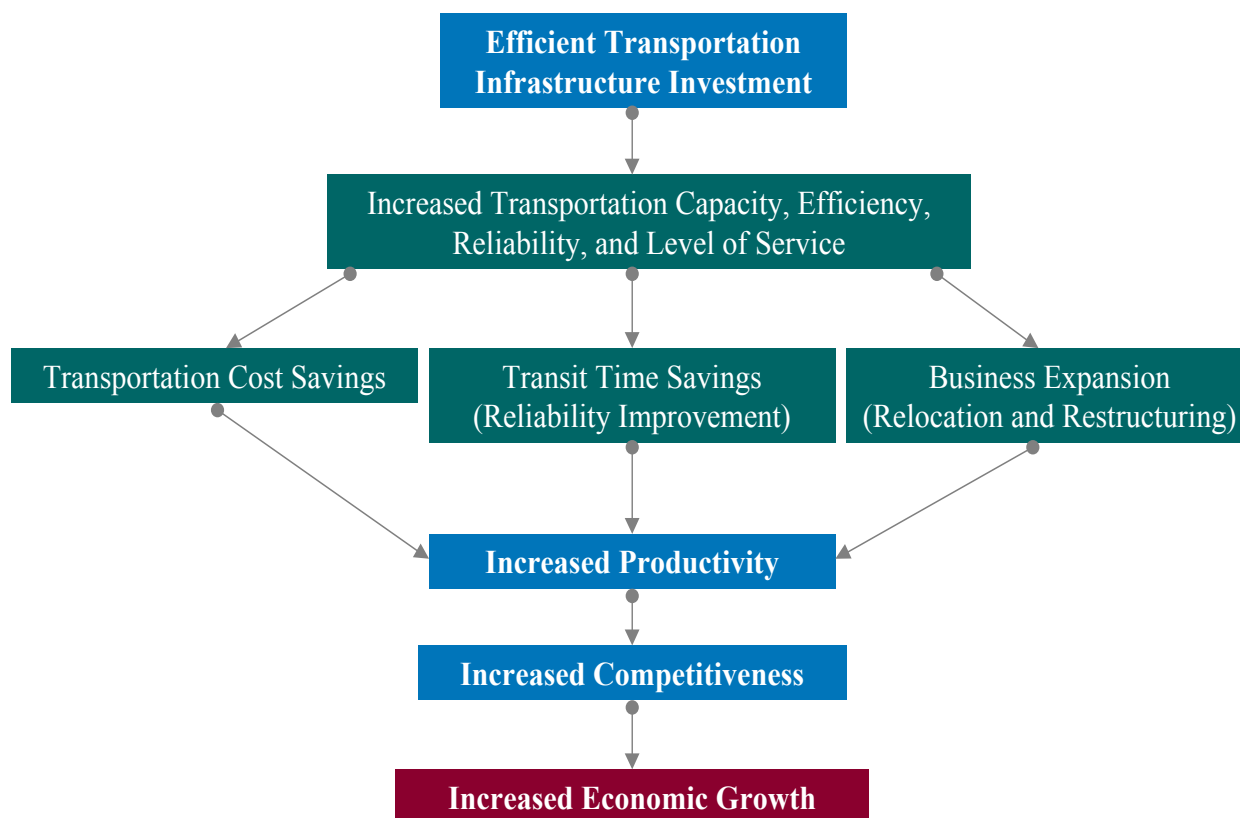 Efficient Transportation
Infrastructure Investment
Increased Transportation Capacity, Efficiency,
Reliability, and Level of Service
Transportation Cost Savings
Transit Time Savings
(Reliability Improvement)
Business Expansion
(Relocation and Restructuring)
Increased Productivity
Increased Competitiveness
Increased Economic Growth